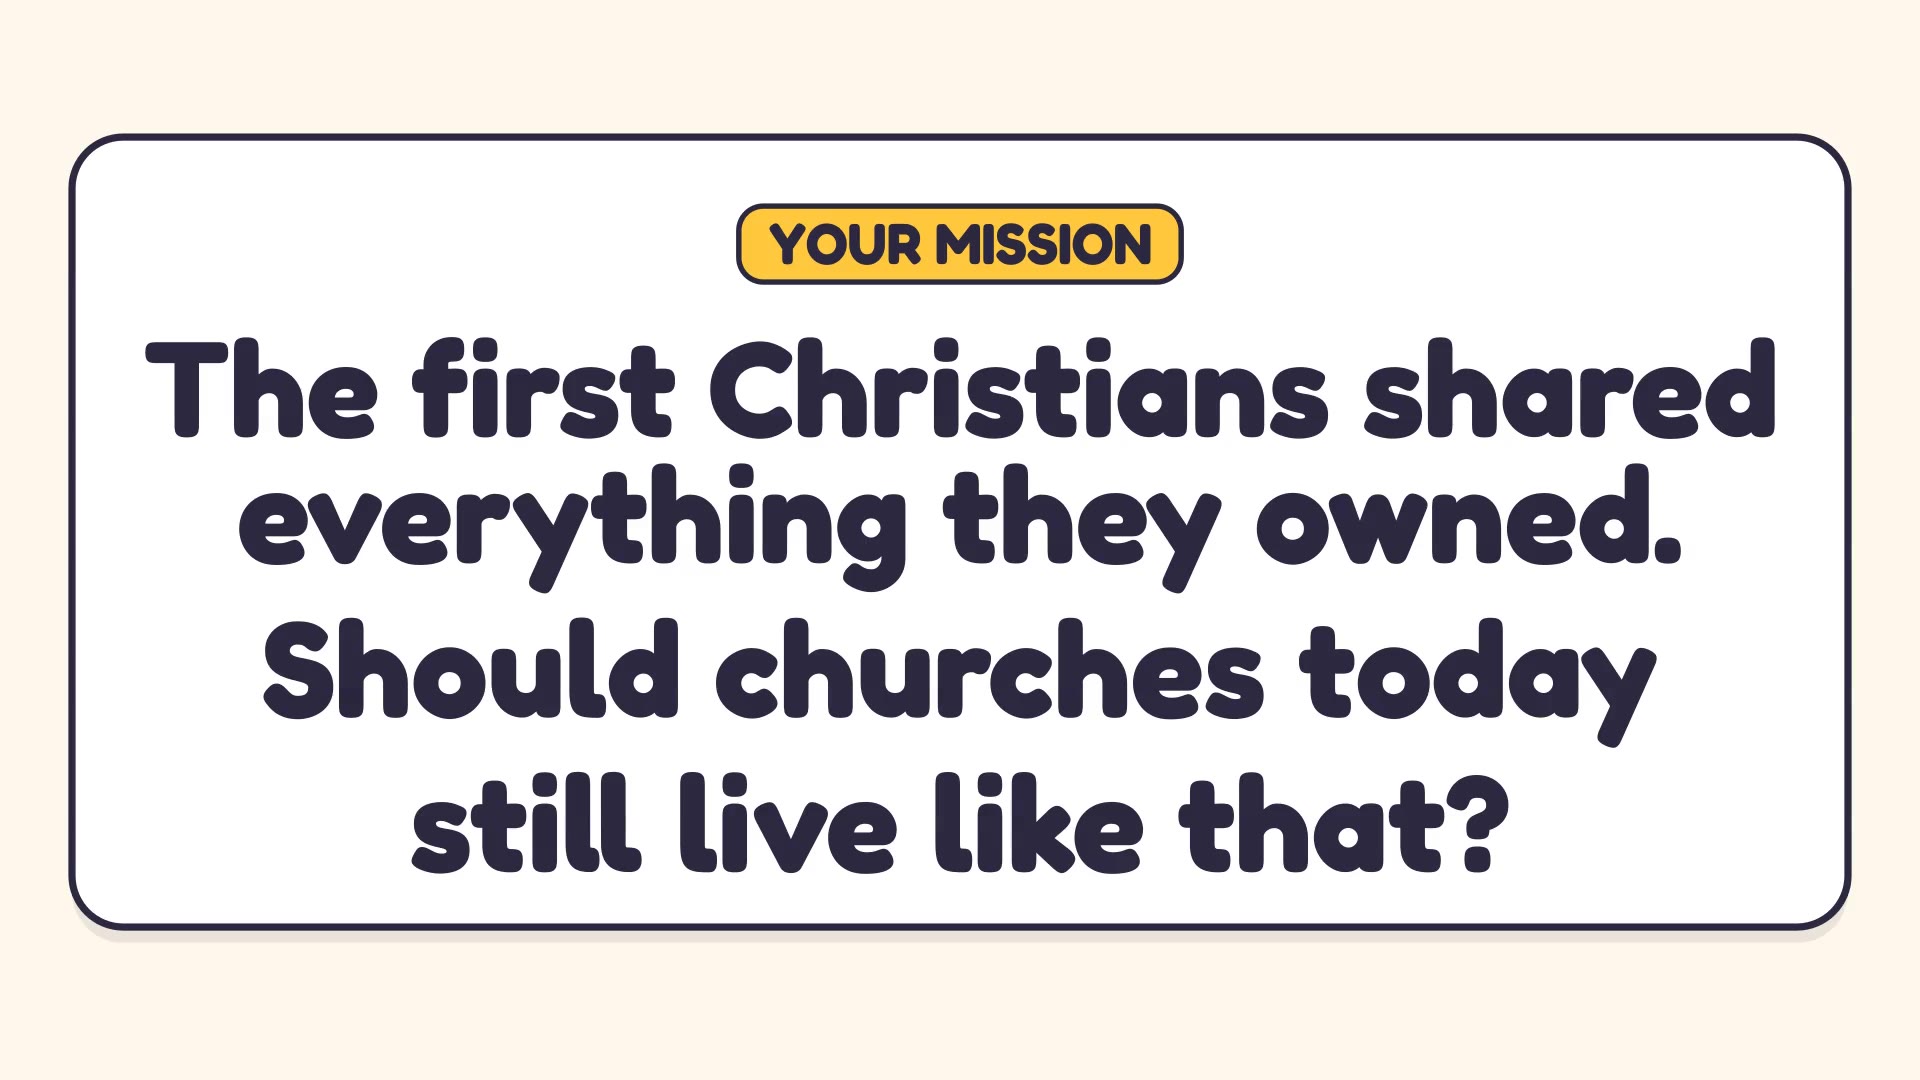 YOUR MISSION
The first Christians shared
everything they owned.
Should churches today
still live like that?